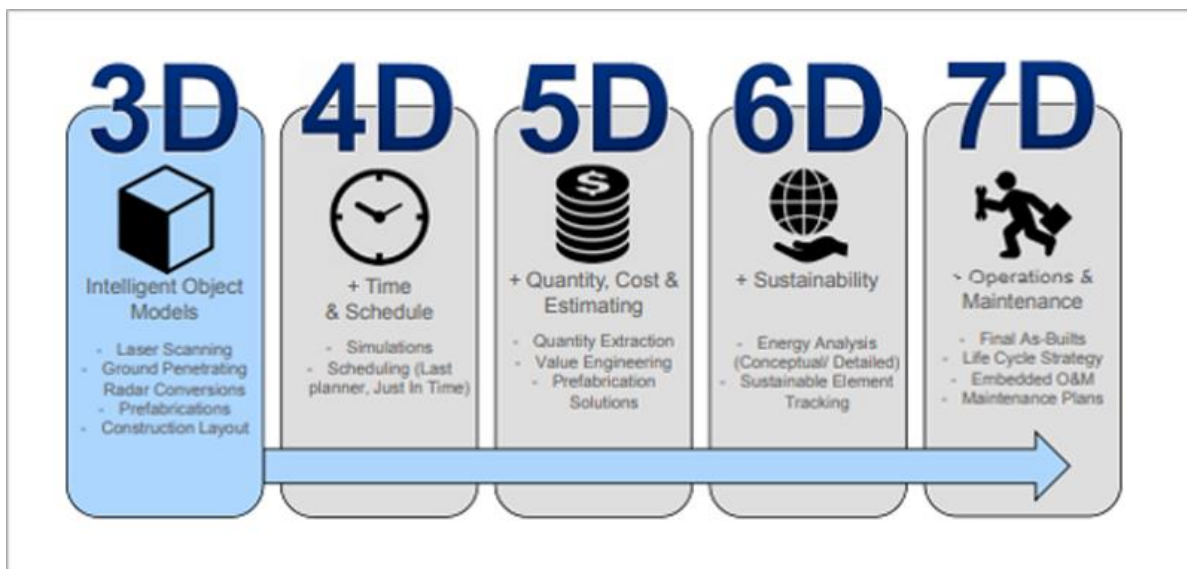 3D
Intelligent Object
Models
- Laser Scanning
- Ground Penetrating
Radar Conversions
- Prefabrications
- Construction Layout
4D
+ Time
& Schedule
- Simulations
- Scheduling (Last
planner, Just In Time)
5D
$
+ Quantity, Cost &
Estimating
- Quantity Extraction
- Value Engineering
- Prefabrication
Solutions
6D
+ Sustainability
- Energy Analysis
(Conceptual/ Detailed)
- Sustainable Element
Tracking
7D
+ Operations &
Maintenance
- Final As-Builts
- Life Cycle Strategy
- Embedded O&M
- Maintenance Plans